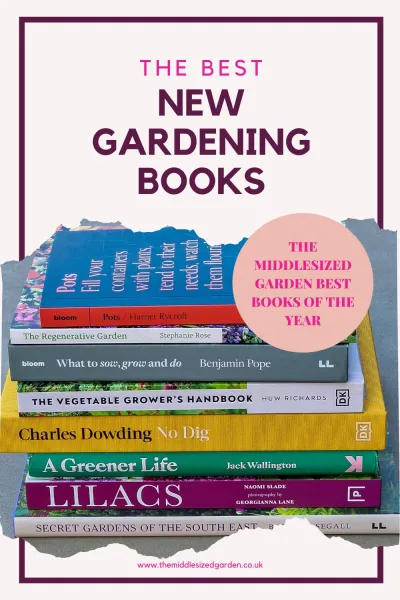 THE BEST
NEW
GARDENING
BOOKS
THE
MIDDLESIZED
GARDEN BEST
BOOKS OF THE
YEAR
Pots
Fill your
containers
with plants,
tend to their
needs, watch
them
bloom Pots / Harriet Rycroft
The Regenerative Garden Stephanie Rose
bloom What to sow, grow and do Benjamin Pope LL
THE VEGETABLE GROWER'S HANDBOOK HUW RICHARDS DK
Charles Dowding No Dig DK
A Greener Life Jack Wallington
LILACS NAOMI SLADE
photography by
GEORGIANNA LANE P
SECRET GARDENS OF THE SOUTH EAST LL
www.themiddlesizedgarden.co.uk